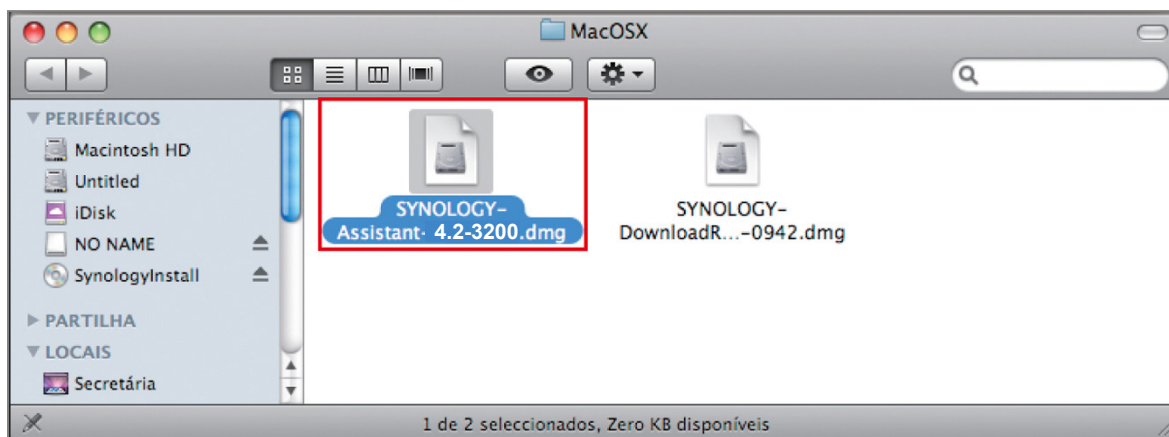 MacOSX
PERIFÉRICOS
Macintosh HD
Untitled
iDisk
NO NAME
SynologyInstall
PARTILHA
LOCAIS
Secretária
SYNOLOGY-
Assistant- 4.2-3200.dmg
SYNOLOGY-
DownloadR...-0942.dmg
1 de 2 seleccionados, Zero KB disponíveis